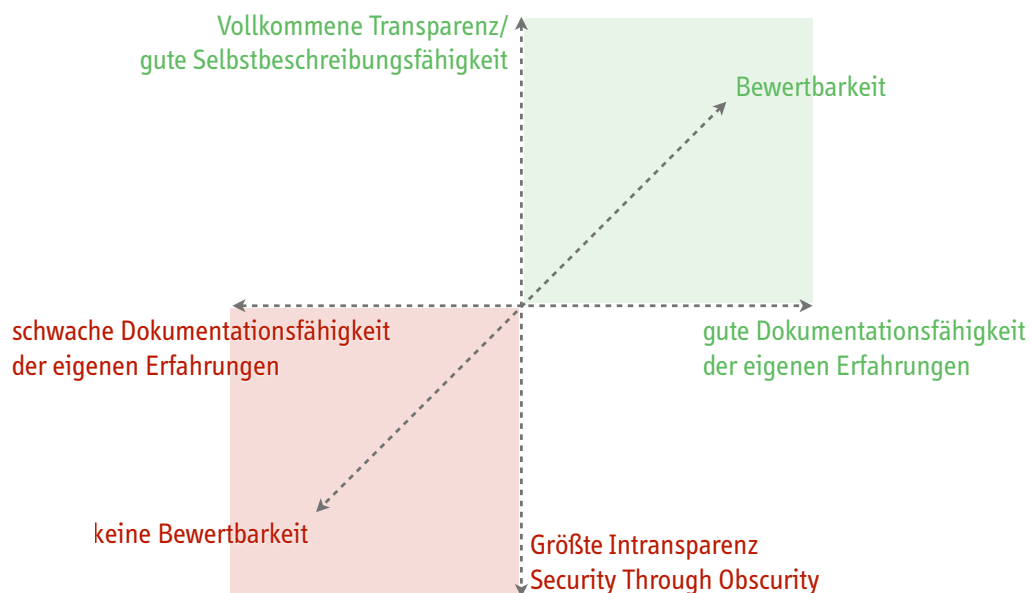 Vollkommene Transparenz/
gute Selbstbeschreibungsfähigkeit
Bewertbarkeit
schwache Dokumentationsfähigkeit
der eigenen Erfahrungen
gute Dokumentationsfähigkeit
der eigenen Erfahrungen
keine Bewertbarkeit
Größte Intransparenz
Security Through Obscurity